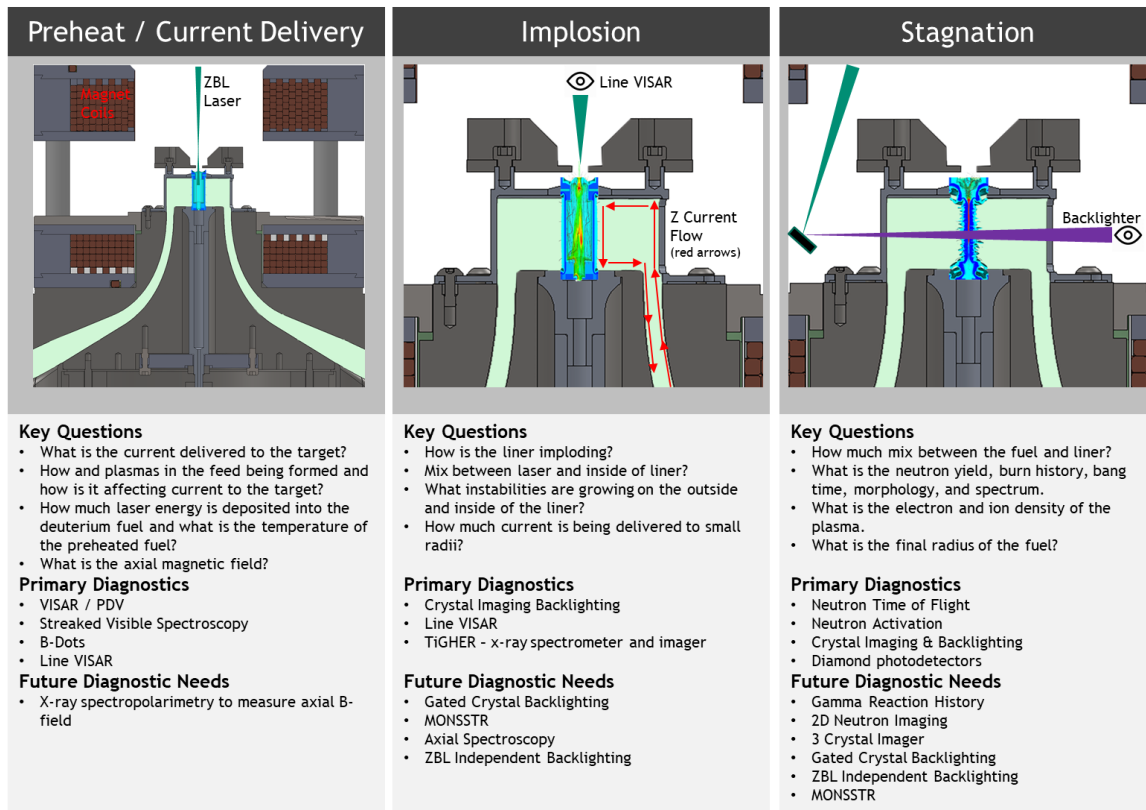 Preheat / Current Delivery
Magnet
Coils
ZBL
Laser
Key Questions
• What is the current delivered to the target?
• How and plasmas in the feed being formed and
how is it affecting current to the target?
• How much laser energy is deposited into the
deuterium fuel and what is the temperature of
the preheated fuel?
• What is the axial magnetic field?
Primary Diagnostics
• VISAR / PDV
• Streaked Visible Spectroscopy
• B-Dots
• Line VISAR
Future Diagnostic Needs
• X-ray spectropolarimetry to measure axial B-
field
Implosion
Line VISAR
Z Current
Flow
(red arrows)
Key Questions
• How is the liner imploding?
• Mix between laser and inside of liner?
• What instabilities are growing on the outside
and inside of the liner?
• How much current is being delivered to small
radii?
Primary Diagnostics
• Crystal Imaging Backlighting
• Line VISAR
• TiGHER – x-ray spectrometer and imager
Future Diagnostic Needs
• Gated Crystal Backlighting
• MONSSTR
• Axial Spectroscopy
• ZBL Independent Backlighting
Stagnation
Backlighter
Key Questions
• How much mix between the fuel and liner?
• What is the neutron yield, burn history, bang
time, morphology, and spectrum.
• What is the electron and ion density of the
plasma.
• What is the final radius of the fuel?
Primary Diagnostics
• Neutron Time of Flight
• Neutron Activation
• Crystal Imaging & Backlighting
• Diamond photodetectors
Future Diagnostic Needs
• Gamma Reaction History
• 2D Neutron Imaging
• 3 Crystal Imager
• Gated Crystal Backlighting
• ZBL Independent Backlighting
• MONSSTR